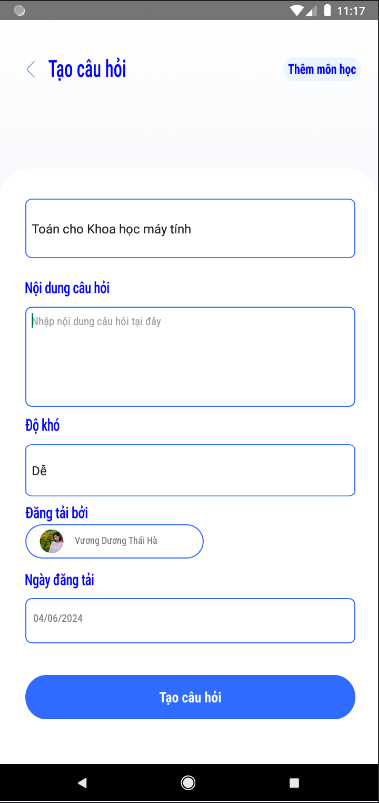 11:17
Tạo câu hỏi
Thêm môn học
Toán cho Khoa học máy tính
Nội dung câu hỏi
Nhập nội dung câu hỏi tại đây
Độ khó
Dễ
Đăng tải bởi
Vương Dương Thái Hà
Ngày đăng tải
04/06/2024
Tạo câu hỏi